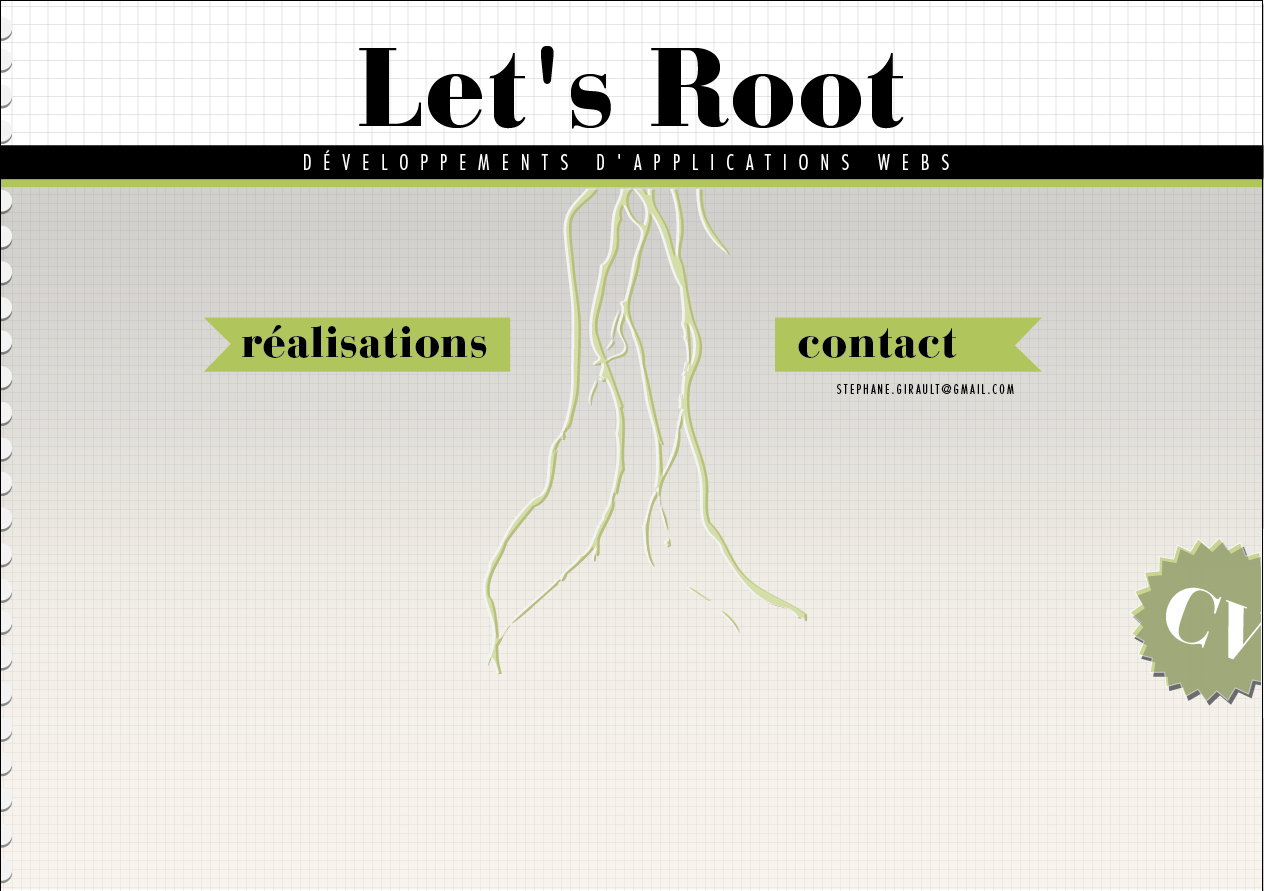 Let's Root
DÉVELOPPEMENTS D'APPLICATIONS WEBS
réalisations
contact
STEPHANE.GIRAULT@GMAIL.COM
CV